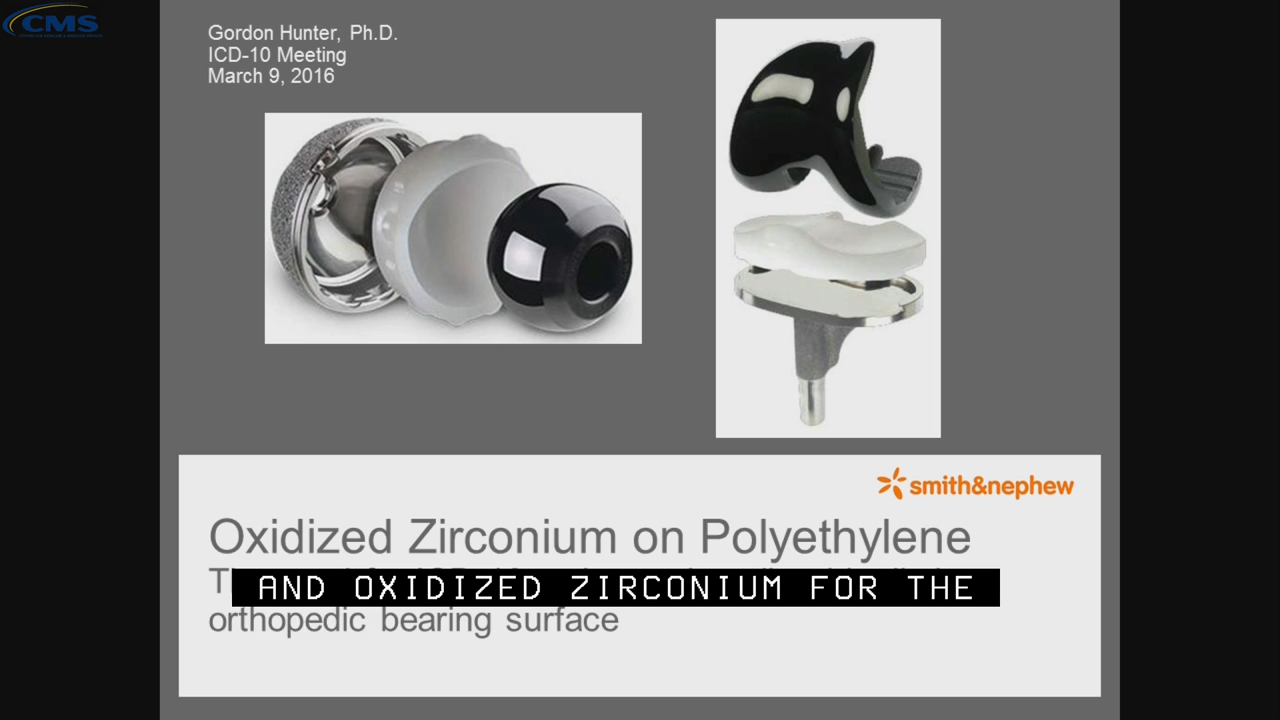 CMS
Gordon Hunter, Ph.D.
ICD-10 Meeting
March 9, 2016
smith&nephew
Oxidized Zirconium on Polyethylene
AND OXIDIZED ZIRCONIUM FOR THE
orthopedic bearing surface